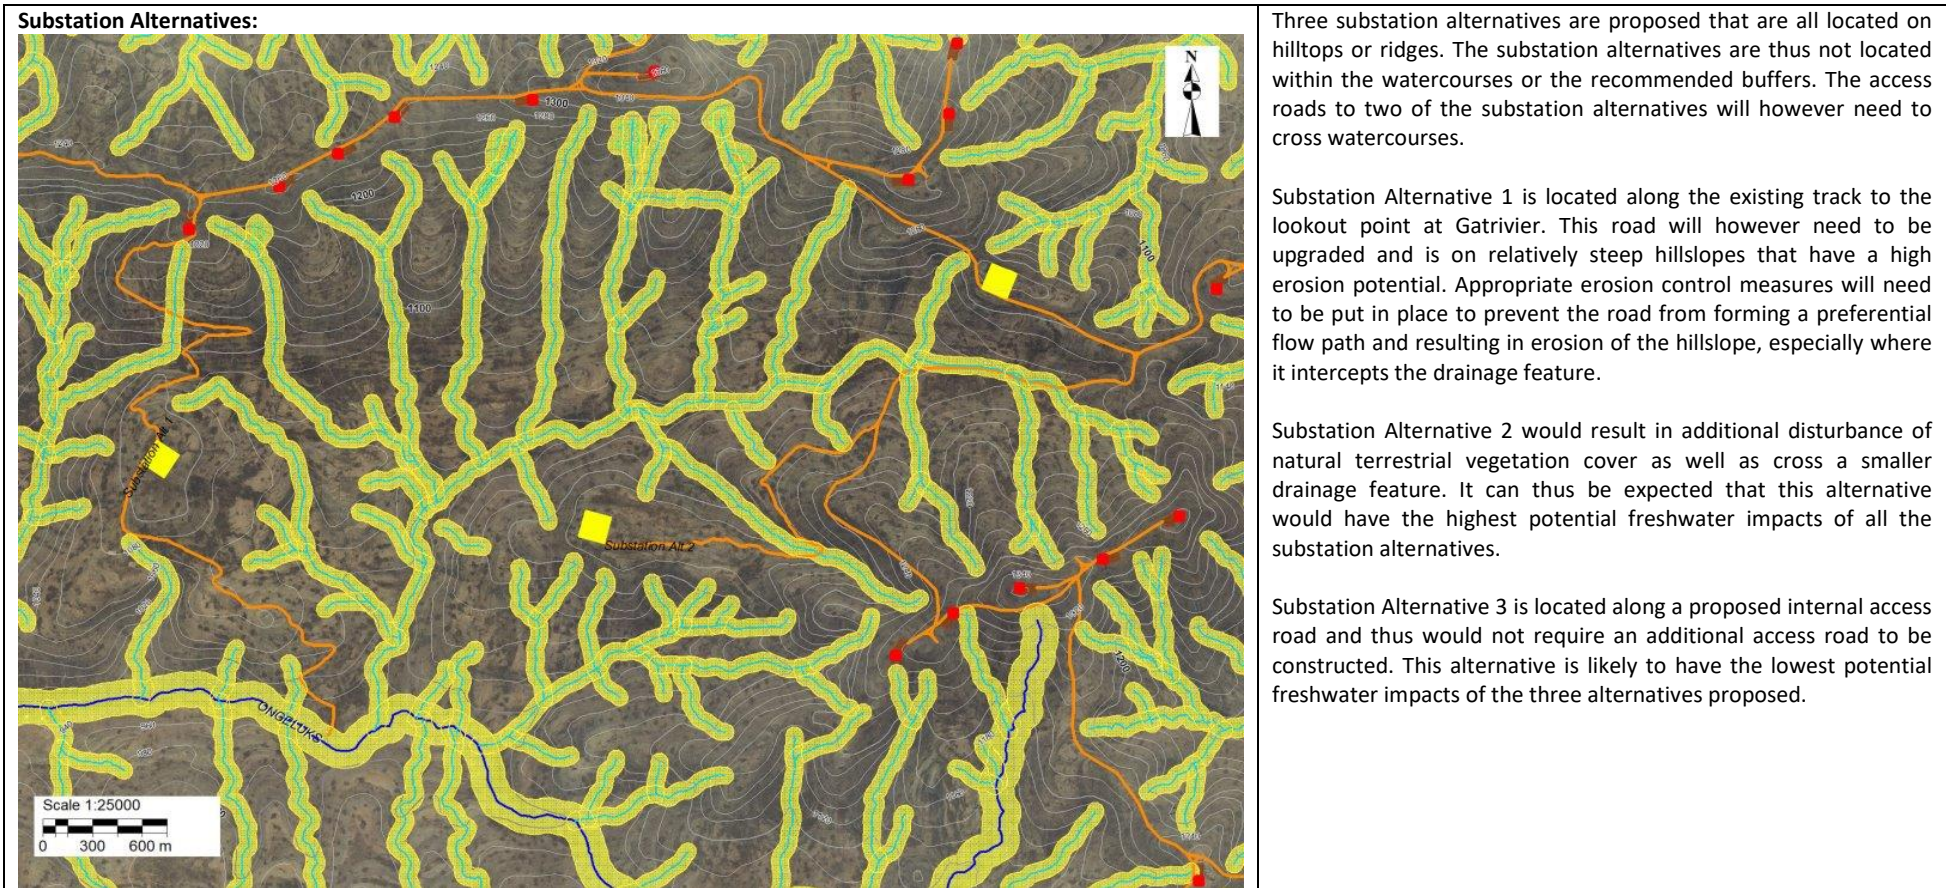 Substation Alternatives:
N
1240
1300
1260
1280
1240
1200
1100
1100
Substation Alt 1
Substation Alt 2
1200
ONGELUKS
Scale 1:25000
0 300 600 m
Three substation alternatives are proposed that are all located on
hilltops or ridges. The substation alternatives are thus not located
within the watercourses or the recommended buffers. The access
roads to two of the substation alternatives will however need to
cross watercourses.
Substation Alternative 1 is located along the existing track to the
lookout point at Gatrivier. This road will however need to be
upgraded and is on relatively steep hillslopes that have a high
erosion potential. Appropriate erosion control measures will need
to be put in place to prevent the road from forming a preferential
flow path and resulting in erosion of the hillslope, especially where
it intercepts the drainage feature.
Substation Alternative 2 would result in additional disturbance of
natural terrestrial vegetation cover as well as cross a smaller
drainage feature. It can thus be expected that this alternative
would have the highest potential freshwater impacts of all the
substation alternatives.
Substation Alternative 3 is located along a proposed internal access
road and thus would not require an additional access road to be
constructed. This alternative is likely to have the lowest potential
freshwater impacts of the three alternatives proposed.